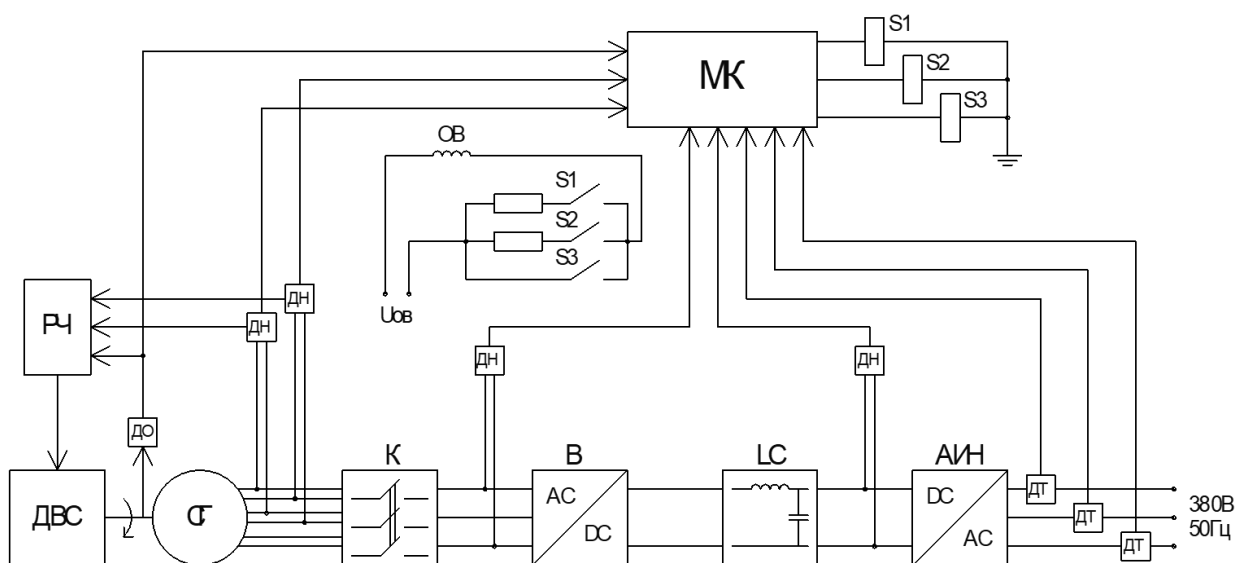 S1
МК
S2
S3
ОВ
S1
S2
S3
Uов
РЧ
ДН
ДН
ДН
ДН
ДО
К
В
LC
АИН
ДВС
СГ
AC
DC
DC
AC
ДТ
ДТ
ДТ
380В
50Гц